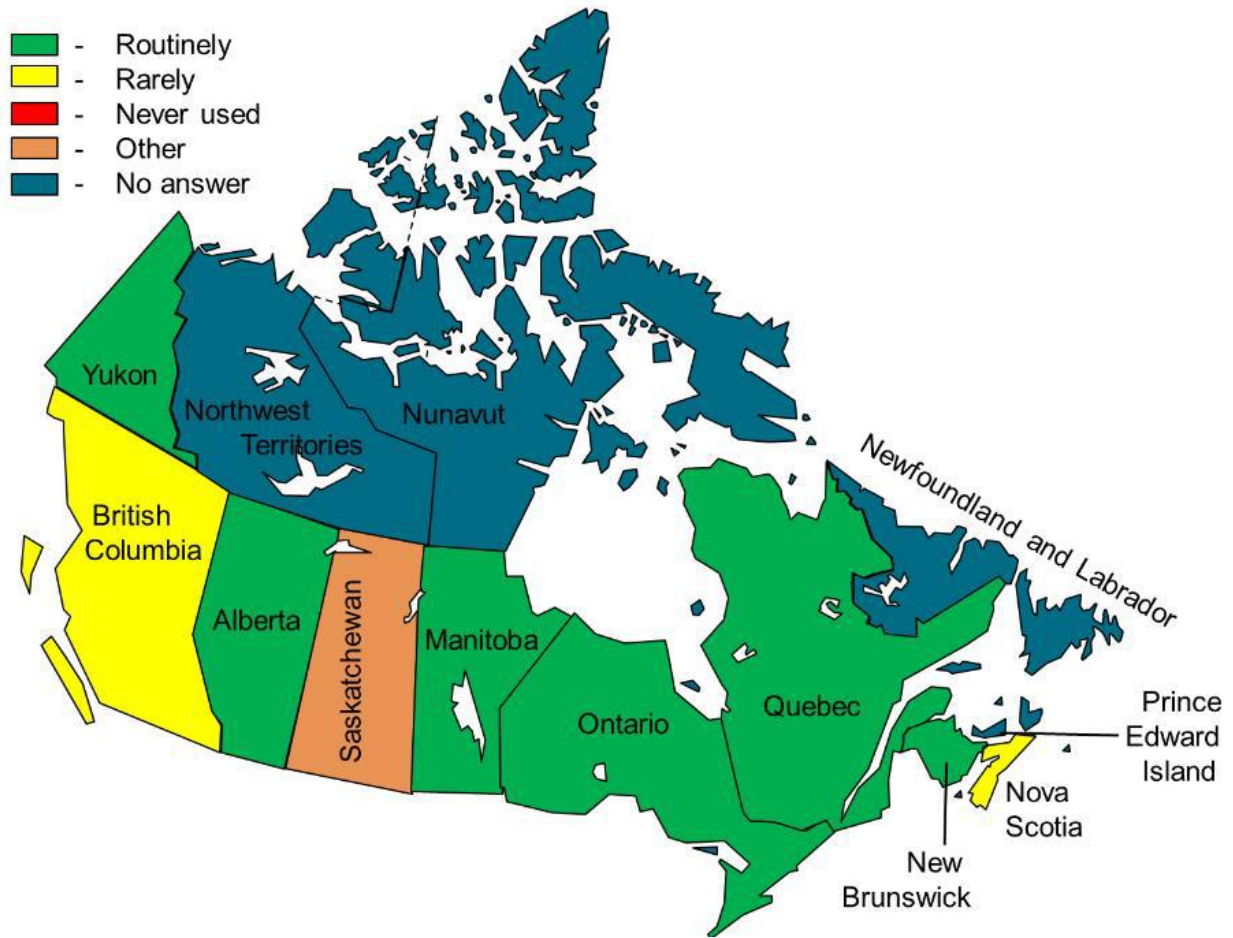 - Routinely
- Rarely
- Never used
- Other
- No answer
Yukon
Northwest
Territories
Nunavut
Newfoundland and Labrador
British
Columbia
Alberta
Saskatchewan
Manitoba
Ontario
Quebec
Prince
Edward
Island
Nova
Scotia
New
Brunswick